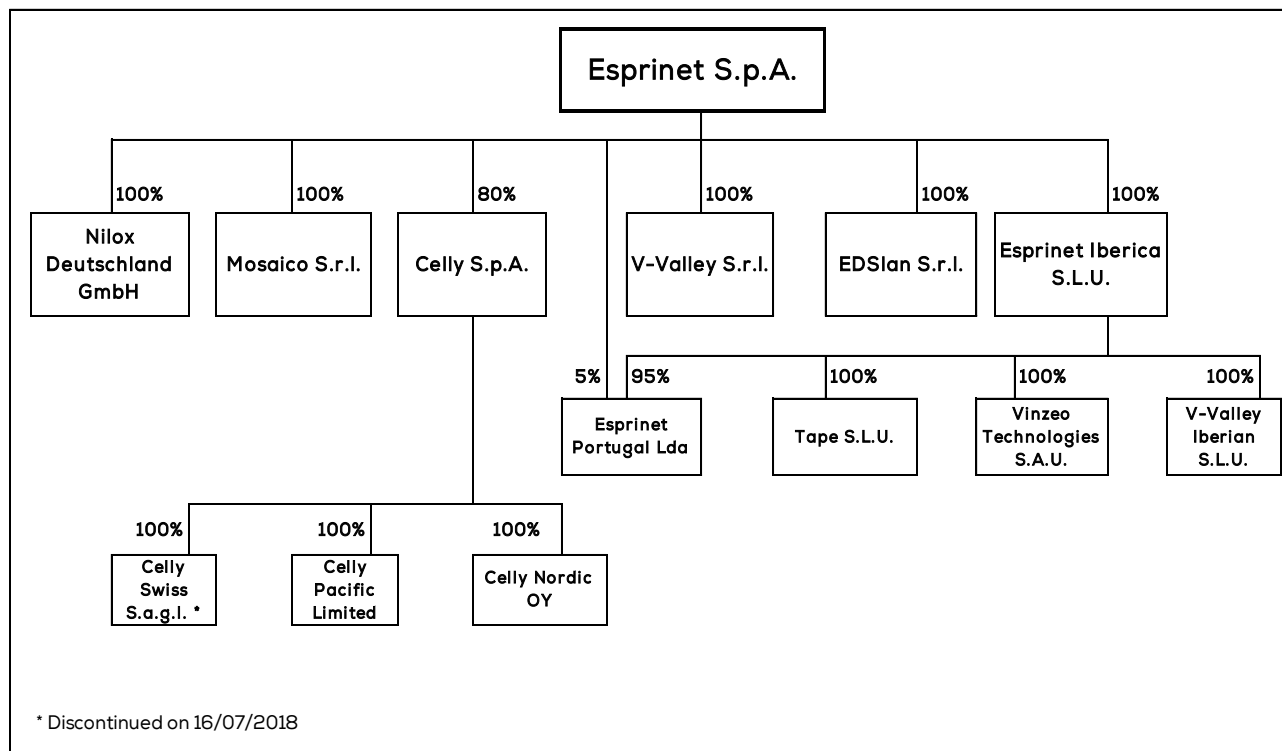 Esprinet S.p.A.
100%
100%
80%
100%
100%
100%
Nilox
Deutschland
GmbH
Mosaico S.r.l.
Celly S.p.A.
V-Valley S.r.l.
EDSlan S.r.l.
Esprinet Iberica
S.L.U.
5%
95%
100%
100%
100%
Esprinet
Portugal Lda
Tape S.L.U.
Vinzeo
Technologies
S.A.U.
V-Valley
Iberian
S.L.U.
100%
100%
100%
Celly
Swiss
S.a.g.l. *
Celly
Pacific
Limited
Celly Nordic
OY
* Discontinued on 16/07/2018